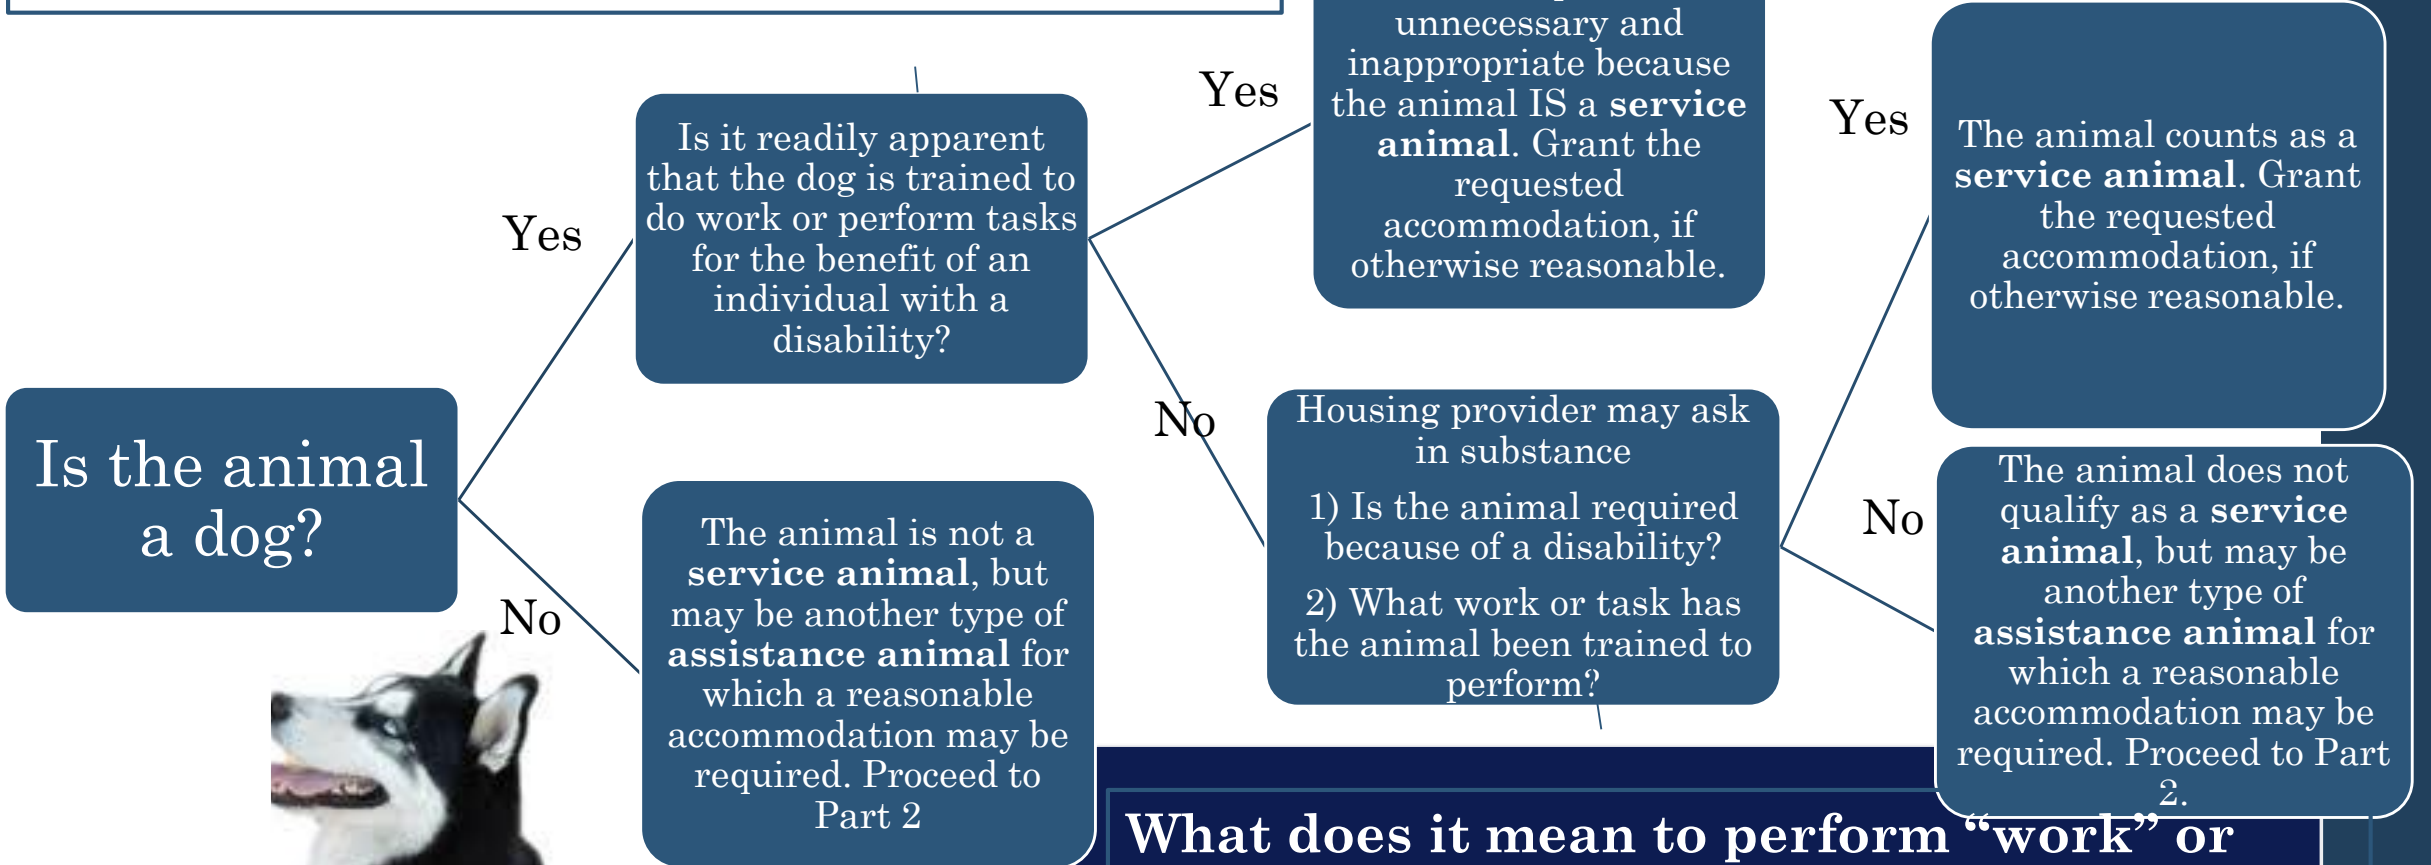 Is the animal
a dog?
Yes
No
Is it readily apparent
that the dog is trained to
do work or perform tasks
for the benefit of an
individual with a
disability?
The animal is not a
service animal, but
may be another type of
assistance animal for
which a reasonable
accommodation may be
required. Proceed to
Part 2
Yes
No
unnecessary and
inappropriate because
the animal IS a service
animal. Grant the
requested
accommodation, if
otherwise reasonable.
Housing provider may ask
in substance
1) Is the animal required
because of a disability?
2) What work or task has
the animal been trained to
perform?
Yes
No
The animal counts as a
service animal. Grant
the requested
accommodation, if
otherwise reasonable.
The animal does not
qualify as a service
animal, but may be
another type of
assistance animal for
which a reasonable
accommodation may be
required. Proceed to Part
2.
What does it mean to perform “work” or